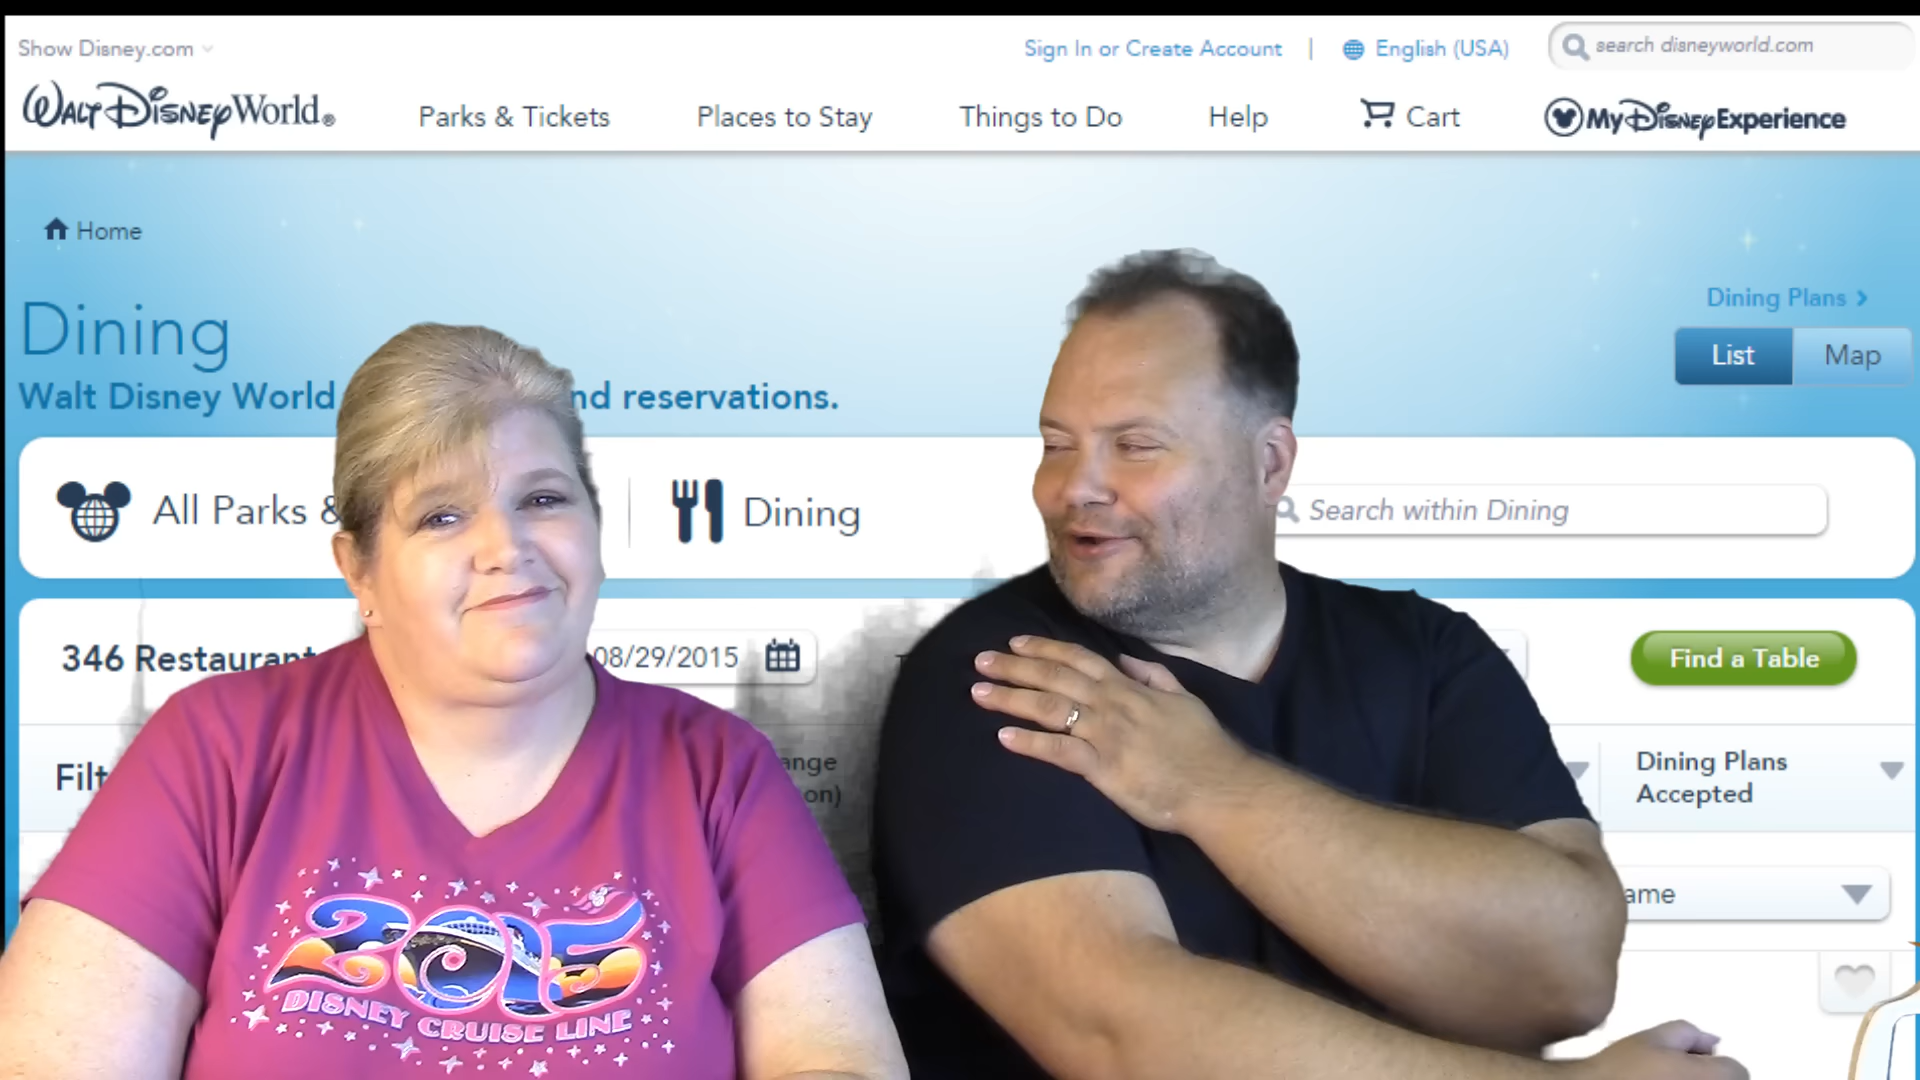 Show Disney.com
Sign In or Create Account | English (USA)
search disneyworld.com
Walt Disney World®
Parks & Tickets
Places to Stay
Things to Do
Help
Cart
My Disney Experience
Home
Dining Plans >
Dining
List
Map
Walt Disney World nd reservations.
All Parks &
Dining
Search within Dining
346 Restaurant
08/29/2015
Find a Table
Filt
ange
on)
Dining Plans
Accepted
ame
2015
DISNEY CRUISE LINE